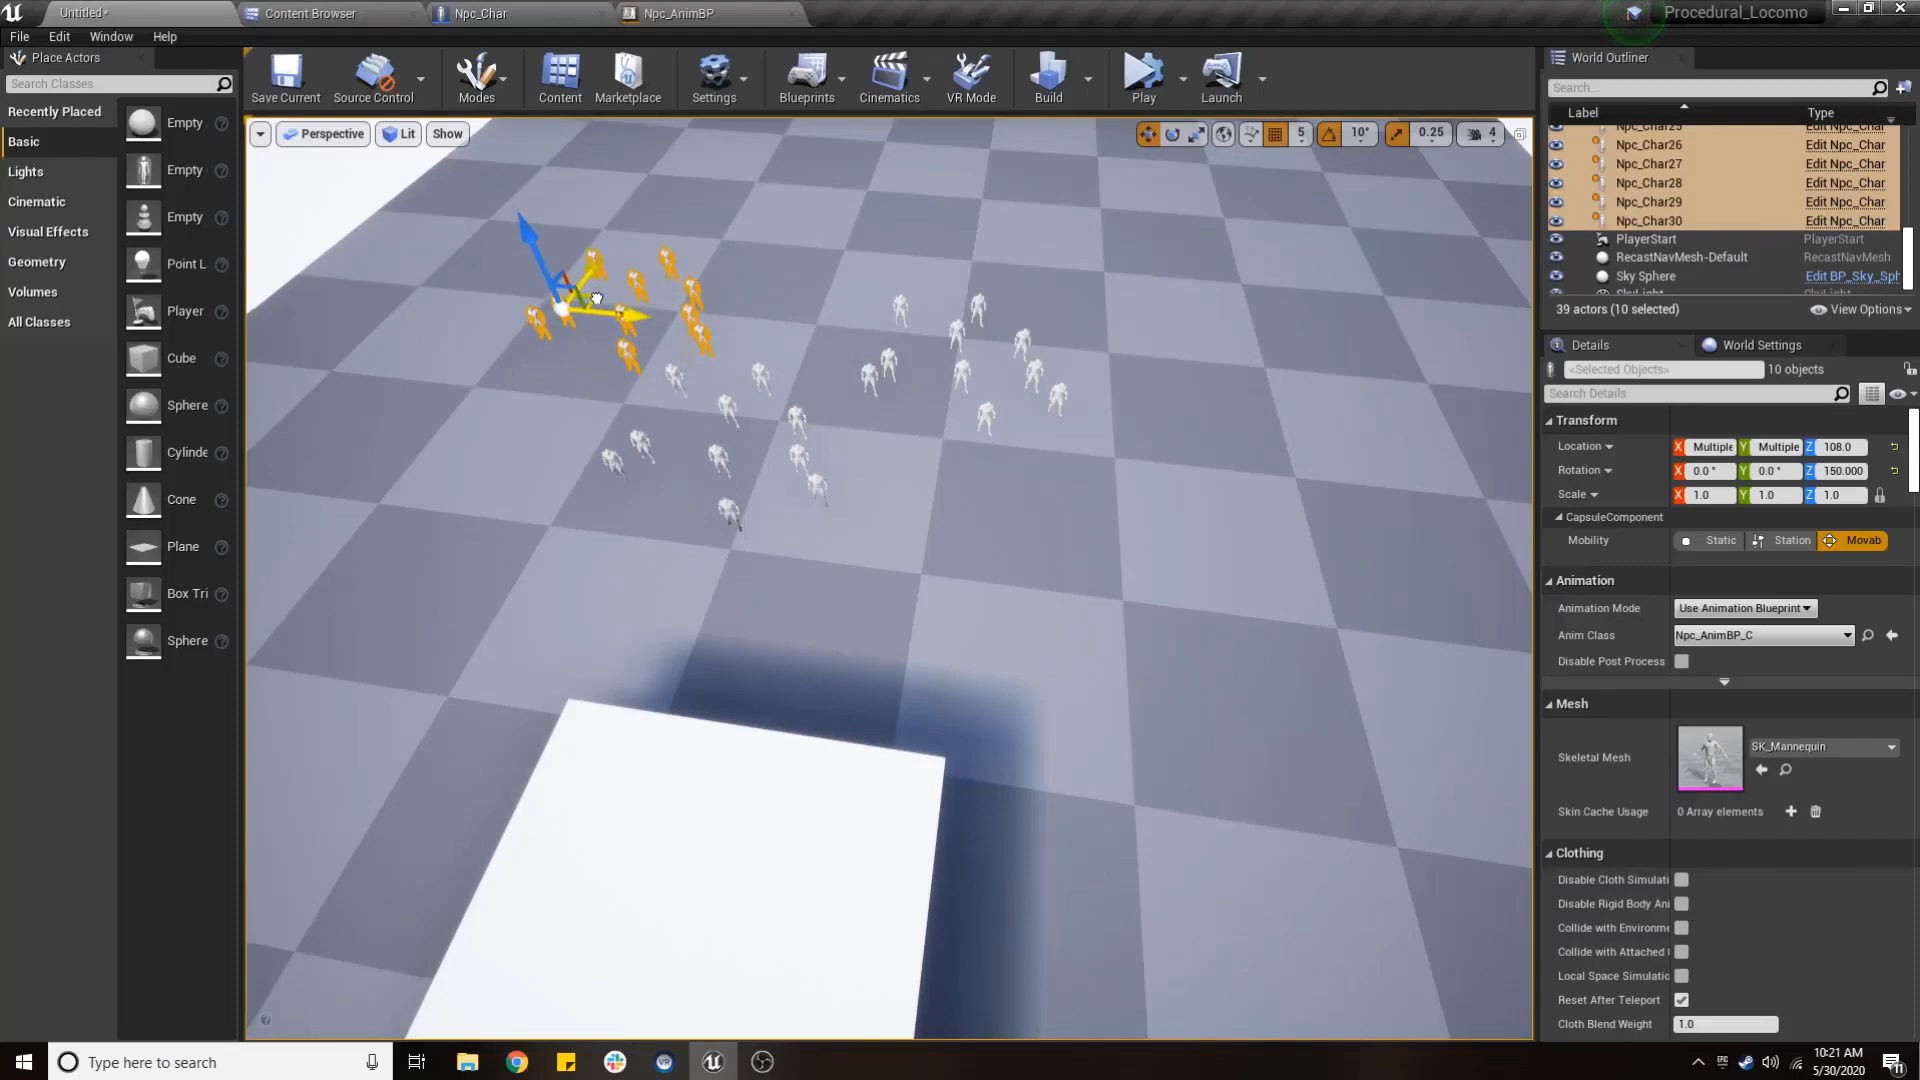 Untitled*
Content Browser
Npc_Char
Npc_AnimBP
Procedural_Locomo
File Edit Window Help
Place Actors
Search Classes
Recently Placed
Basic
Lights
Cinematic
Visual Effects
Geometry
Volumes
All Classes
Empty
Empty
Empty
Point L
Player
Cube
Sphere
Cylinde
Cone
Plane
Box Tri
Sphere
Save Current
Source Control
Modes
Content
Marketplace
Settings
Blueprints
Cinematics
VR Mode
Build
Play
Launch
Perspective Lit Show
5 10° 0.25 4
World Outliner
Search...
Label Type
Npc_Char25 Edit Npc_Char
Npc_Char26 Edit Npc_Char
Npc_Char27 Edit Npc_Char
Npc_Char28 Edit Npc_Char
Npc_Char29 Edit Npc_Char
Npc_Char30 Edit Npc_Char
PlayerStart PlayerStart
RecastNavMesh-Default RecastNavMesh
Sky Sphere Edit BP_Sky_Sph
SkyLight SkyLight
39 actors (10 selected) View Options
Details World Settings
<Selected Objects> 10 objects
Search Details
Transform
Location X Multiple Y Multiple Z 108.0
Rotation X 0.0 ° Y 0.0 ° Z 150.000
Scale X 1.0 Y 1.0 Z 1.0
CapsuleComponent
Mobility Static Station Movab
Animation
Animation Mode Use Animation Blueprint
Anim Class Npc_AnimBP_C
Disable Post Process
Mesh
Skeletal Mesh SK_Mannequin
Skin Cache Usage 0 Array elements
Clothing
Disable Cloth Simulati
Disable Rigid Body Ani
Collide with Environme
Collide with Attached
Local Space Simulatio
Reset After Teleport
Cloth Blend Weight 1.0
Type here to search
10:21 AM
5/30/2020
11